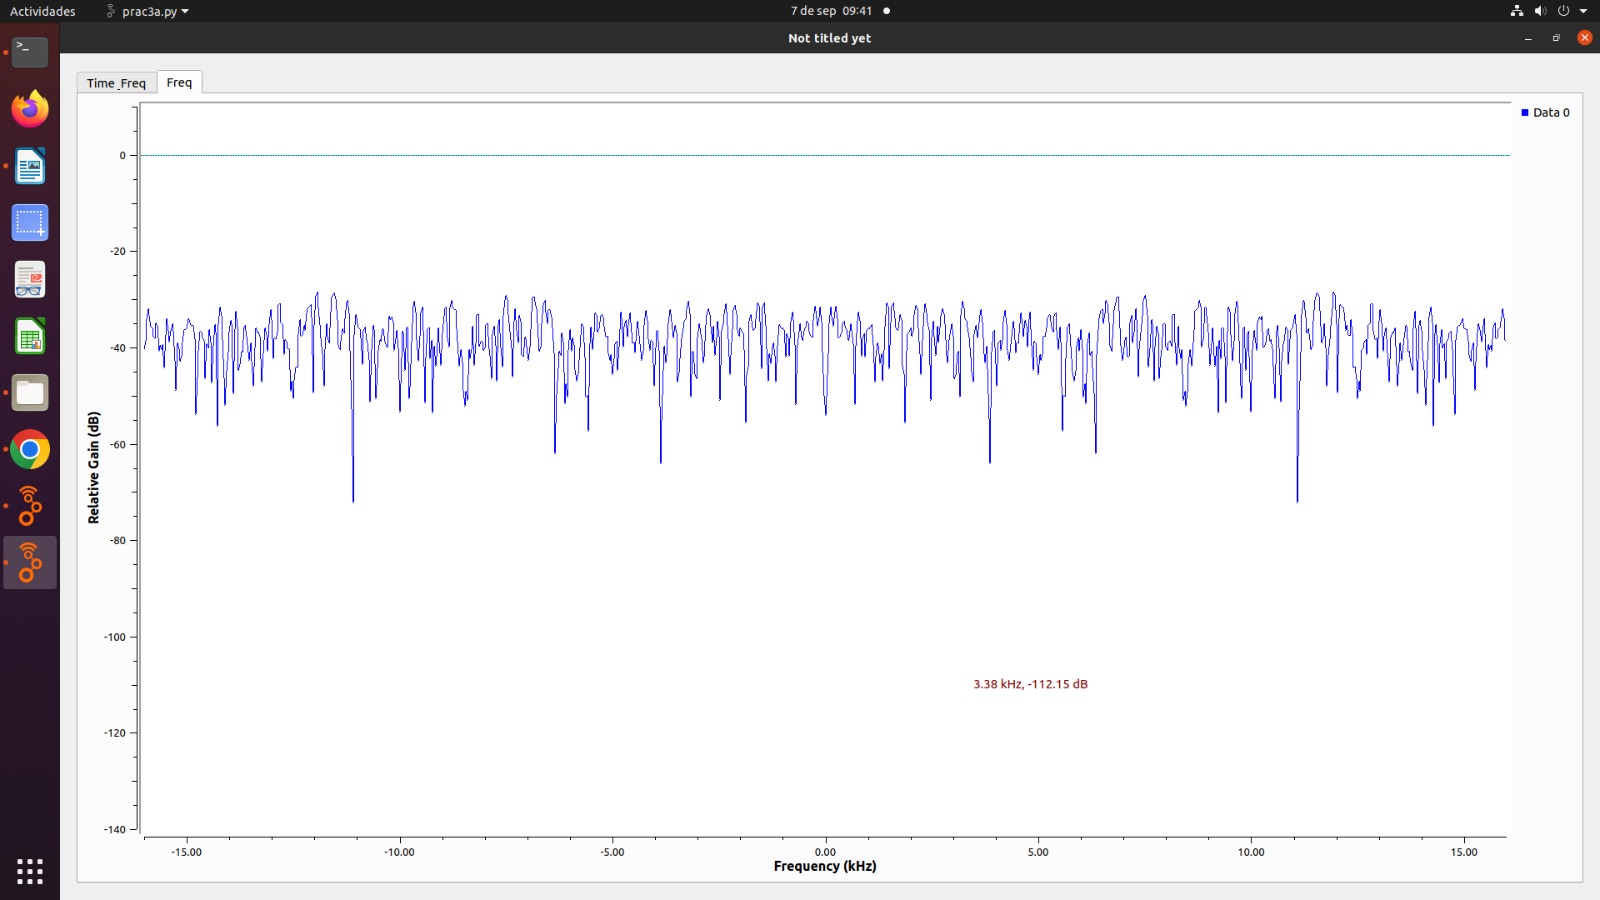 Actividades prac3a.py 7 de sep 09:41
Not titled yet
Time_Freq Freq
Data 0
0
-20
-40
-60
-80
-100
-120
-140
Relative Gain (dB)
3.38 kHz, -112.15 dB
-15.00 -10.00 -5.00 0.00 5.00 10.00 15.00
Frequency (kHz)